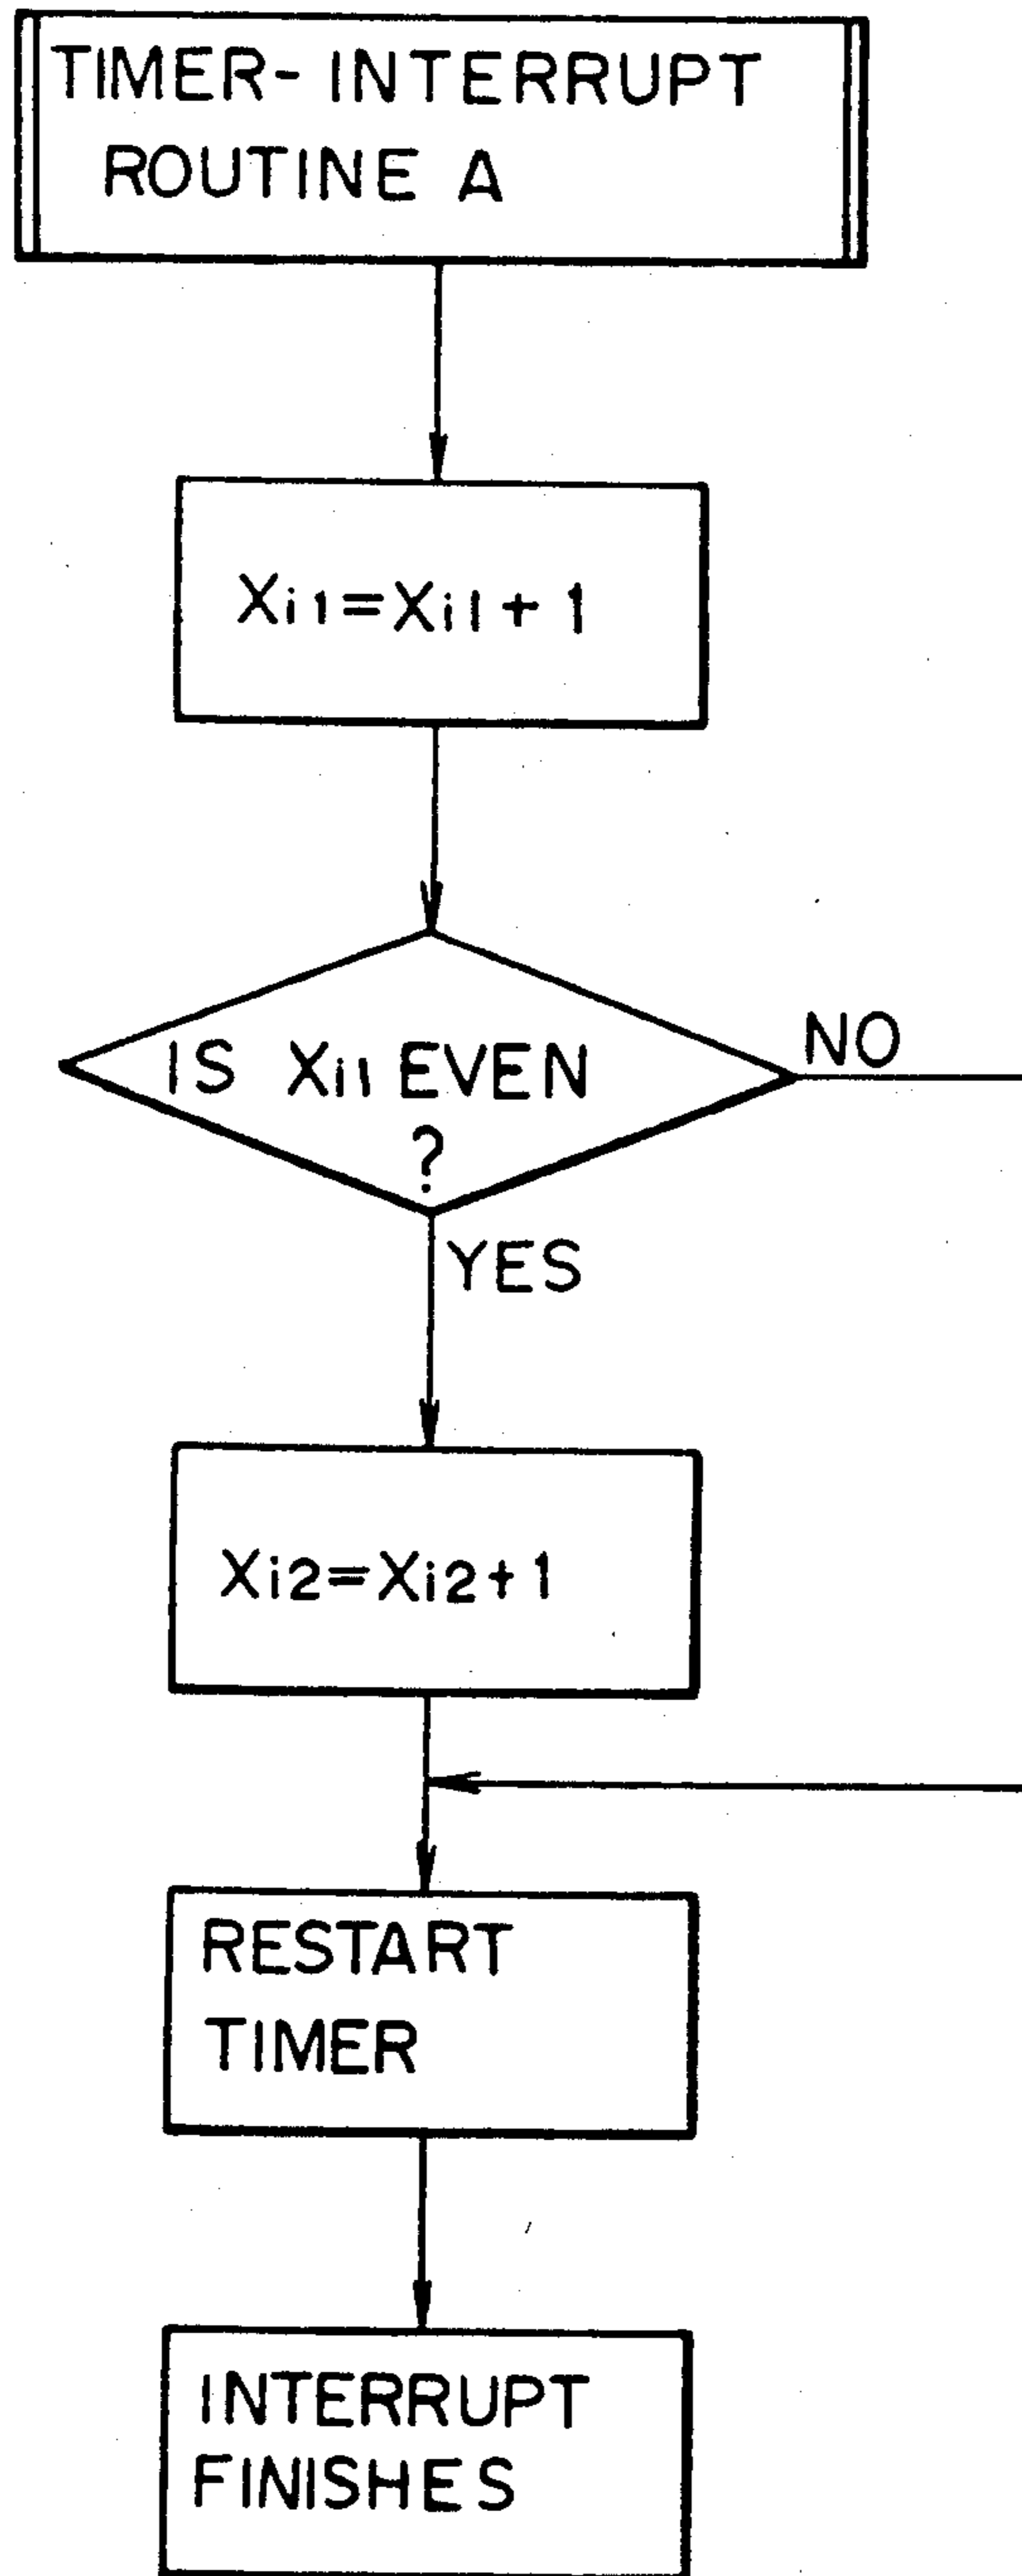 TIMER- INTERRUPT
ROUTINE A
Xi1=Xi1+1
IS Xi1 EVEN
?
NO
YES
Xi2=Xi2+1
RESTART
TIMER
INTERRUPT
FINISHES